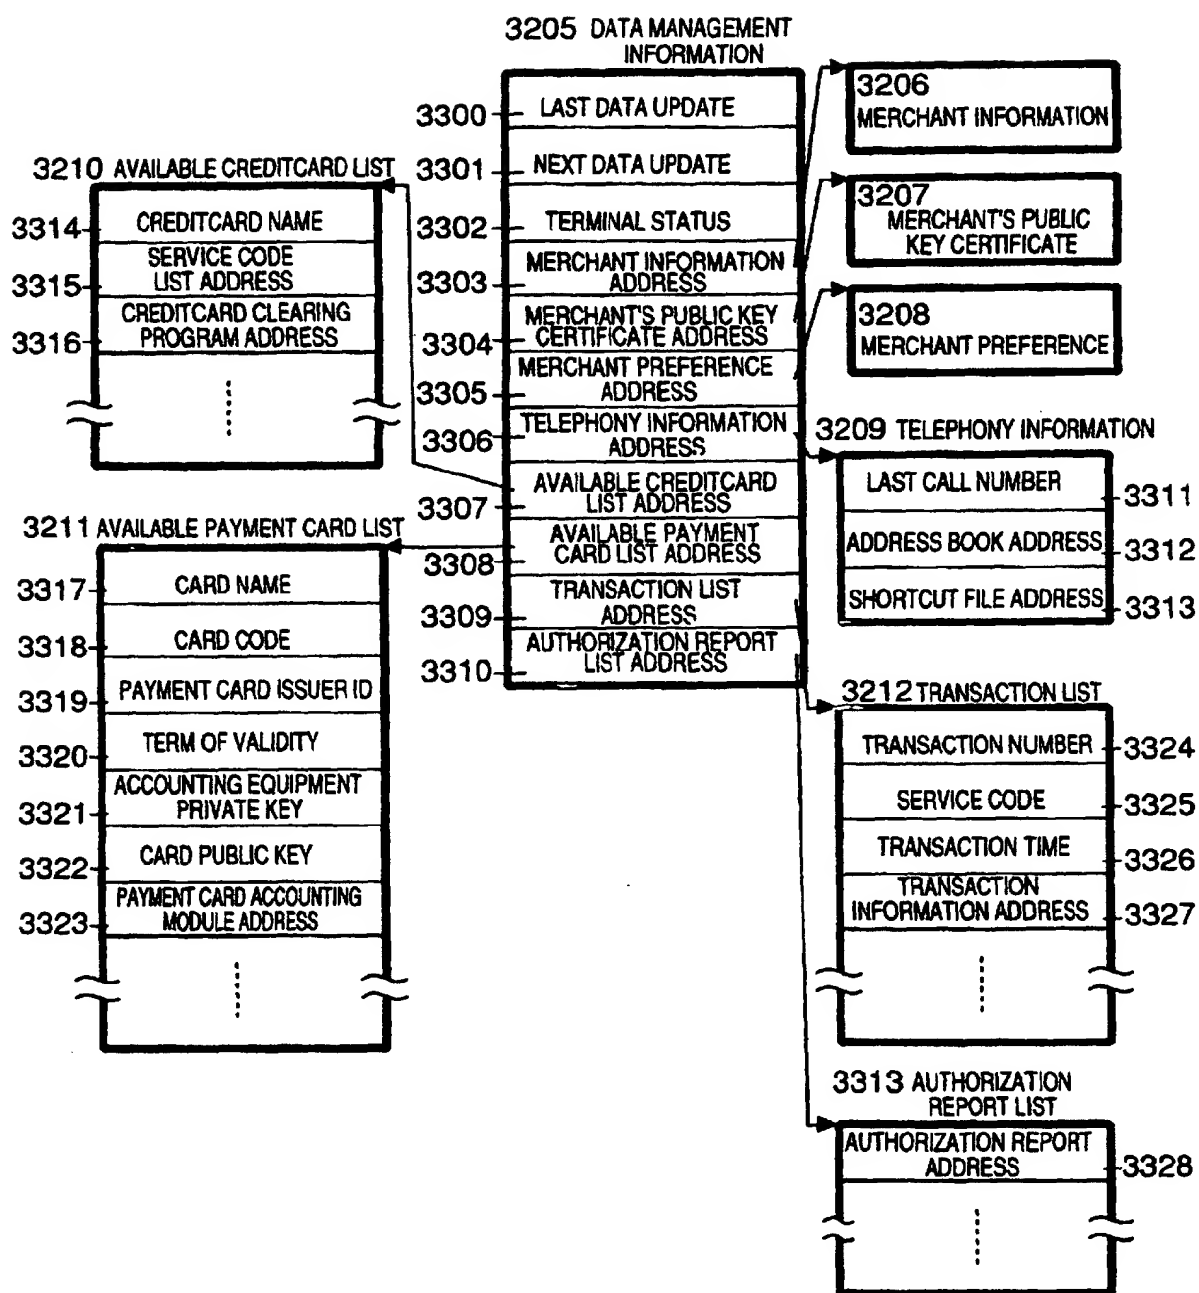 3205 DATA MANAGEMENT
INFORMATION
3300 LAST DATA UPDATE
3301 NEXT DATA UPDATE
3302 TERMINAL STATUS
MERCHANT INFORMATION
3303 ADDRESS
MERCHANT'S PUBLIC KEY
3304 CERTIFICATE ADDRESS
MERCHANT PREFERENCE
3305 ADDRESS
TELEPHONY INFORMATION
3306 ADDRESS
AVAILABLE CREDITCARD
3307 LIST ADDRESS
AVAILABLE PAYMENT
3308 CARD LIST ADDRESS
TRANSACTION LIST
3309 ADDRESS
AUTHORIZATION REPORT
3310 LIST ADDRESS
3210 AVAILABLE CREDITCARD LIST
3314 CREDITCARD NAME
SERVICE CODE
3315 LIST ADDRESS
CREDITCARD CLEARING
3316 PROGRAM ADDRESS
3211 AVAILABLE PAYMENT CARD LIST
3317 CARD NAME
3318 CARD CODE
3319 PAYMENT CARD ISSUER ID
3320 TERM OF VALIDITY
ACCOUNTING EQUIPMENT
3321 PRIVATE KEY
3322 CARD PUBLIC KEY
PAYMENT CARD ACCOUNTING
3323 MODULE ADDRESS
3206
MERCHANT INFORMATION
3207
MERCHANT'S PUBLIC
KEY CERTIFICATE
3208
MERCHANT PREFERENCE
3209 TELEPHONY INFORMATION
LAST CALL NUMBER 3311
ADDRESS BOOK ADDRESS 3312
SHORTCUT FILE ADDRESS 3313
3212 TRANSACTION LIST
TRANSACTION NUMBER 3324
SERVICE CODE 3325
TRANSACTION TIME 3326
TRANSACTION
INFORMATION ADDRESS 3327
3313 AUTHORIZATION
REPORT LIST
AUTHORIZATION REPORT
ADDRESS 3328